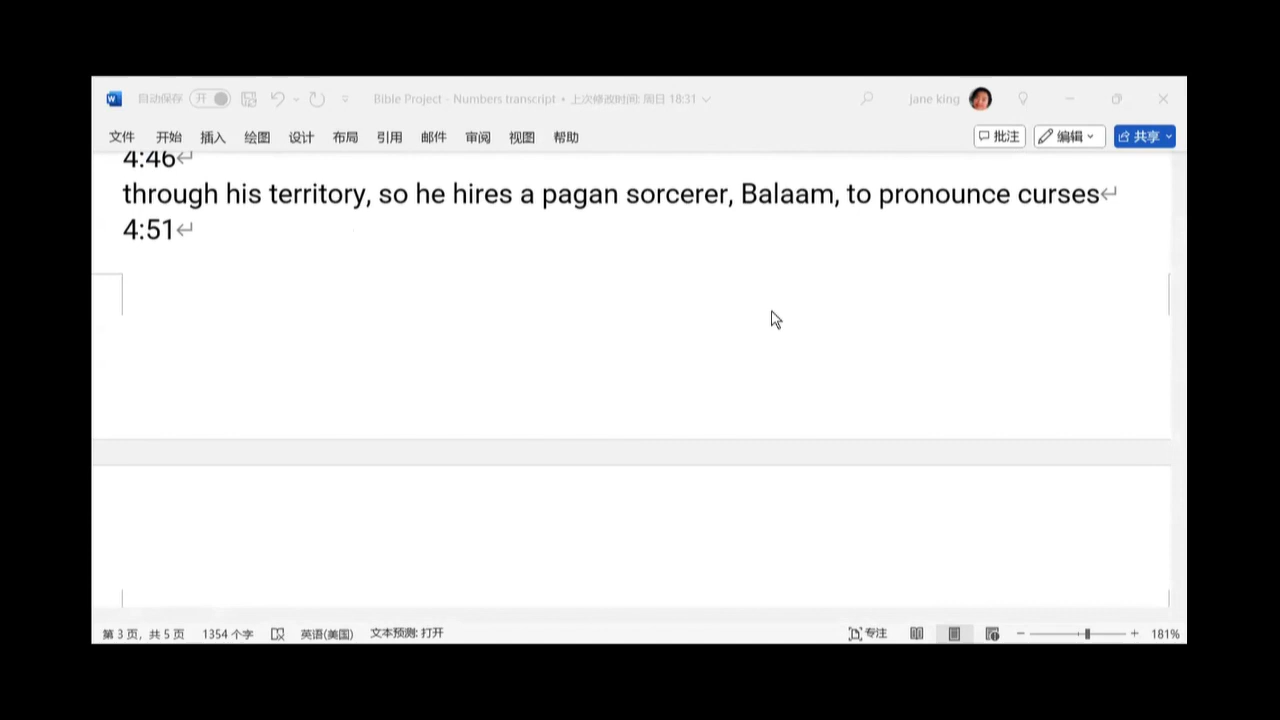 自动保存 开 Bible Project - Numbers transcript • 上次修改时间: 周日 18:31 Jane king
文件 开始 插入 绘图 设计 布局 引用 邮件 审阅 视图 帮助 批注 编辑 共享
4:46
through his territory, so he hires a pagan sorcerer, Balaam, to pronounce curses
4:51
第 3 页, 共 5 页 1354 个字 英语(美国) 文本预测: 打开 专注 181%